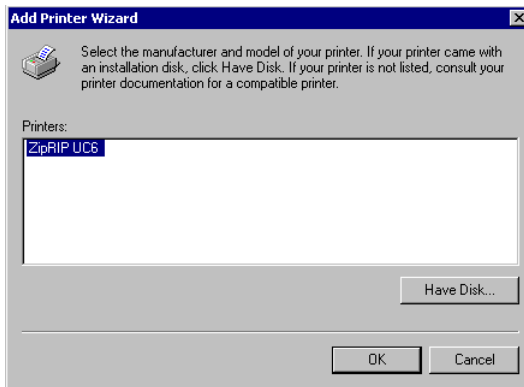 Add Printer Wizard
Select the manufacturer and model of your printer. If your printer came with
an installation disk, click Have Disk. If your printer is not listed, consult your
printer documentation for a compatible printer.
Printers:
ZipRIP UC6
Have Disk...
OK
Cancel